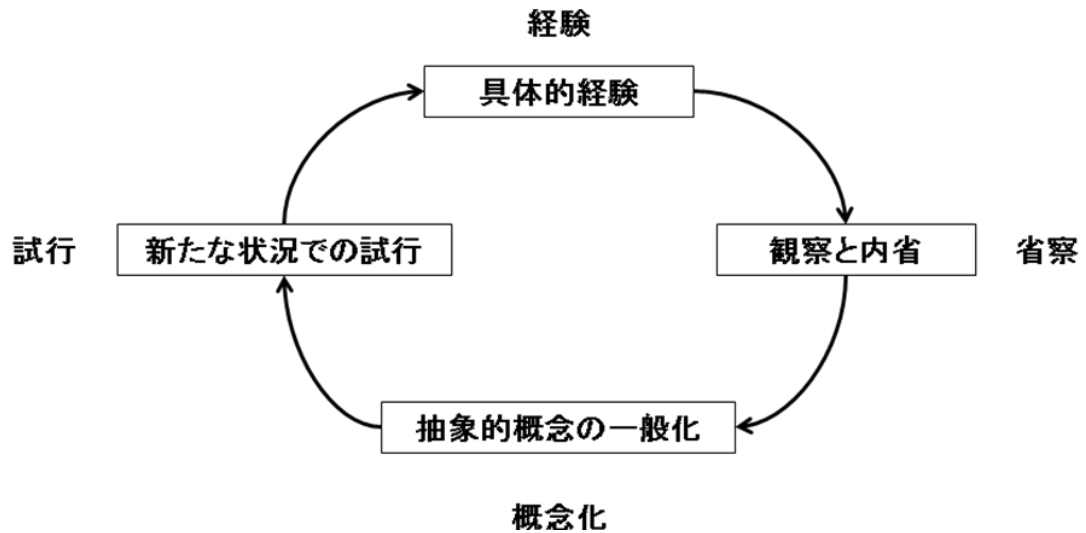 経験
具体的経験
試行
新たな状況での試行
観察と内省
省察
抽象的概念の一般化
概念化